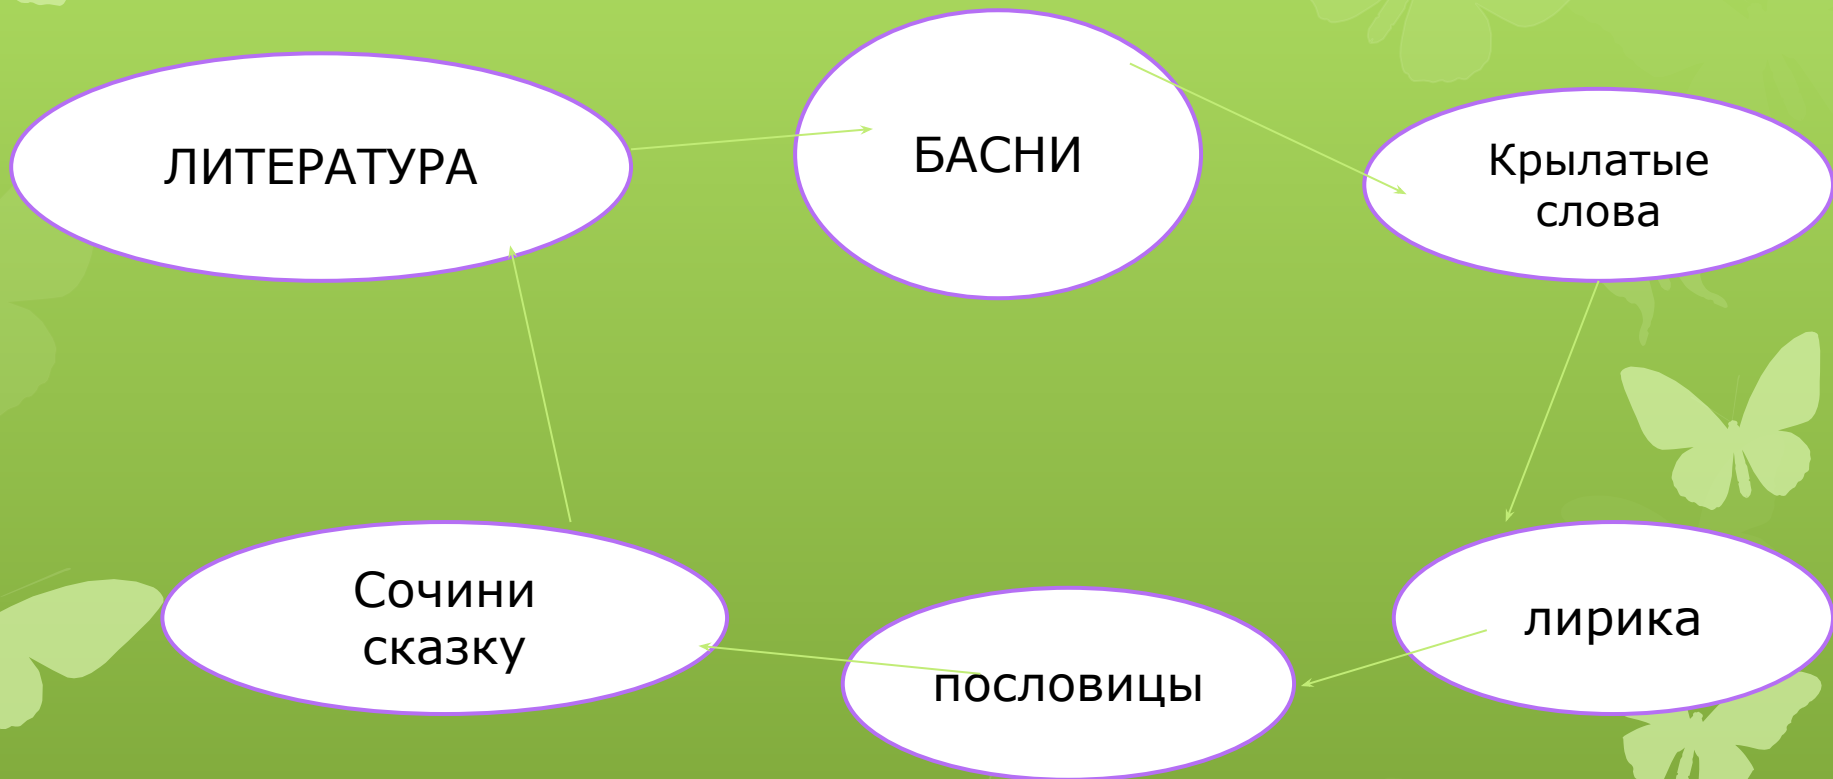 ЛИТЕРАТУРА
БАСНИ
Крылатые
слова
лирика
пословицы
Сочини
сказку